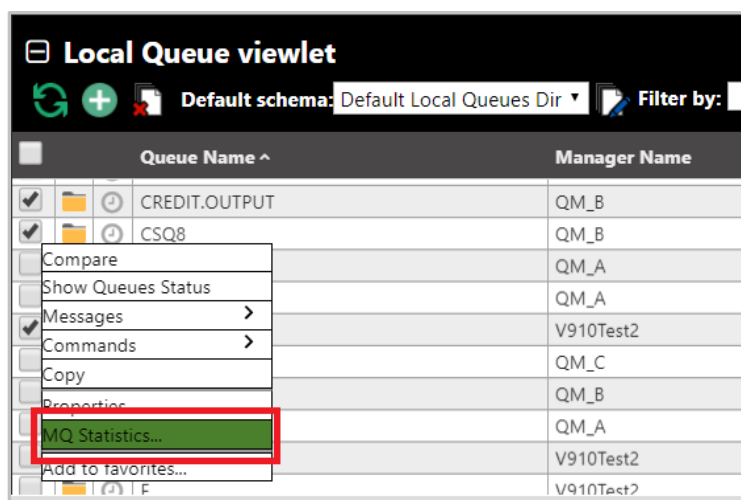 Local Queue viewlet
Default schema: Default Local Queues Dir Filter by:
Queue Name Manager Name
CREDIT.OUTPUT QM_B
CSQ8 QM_B
Compare QM_A
Show Queues Status QM_A
Messages V910Test2
Commands QM_C
Copy
Properties QM_B
MQ Statistics... QM_A
Add to favorites... V910Test2
F V910Test2